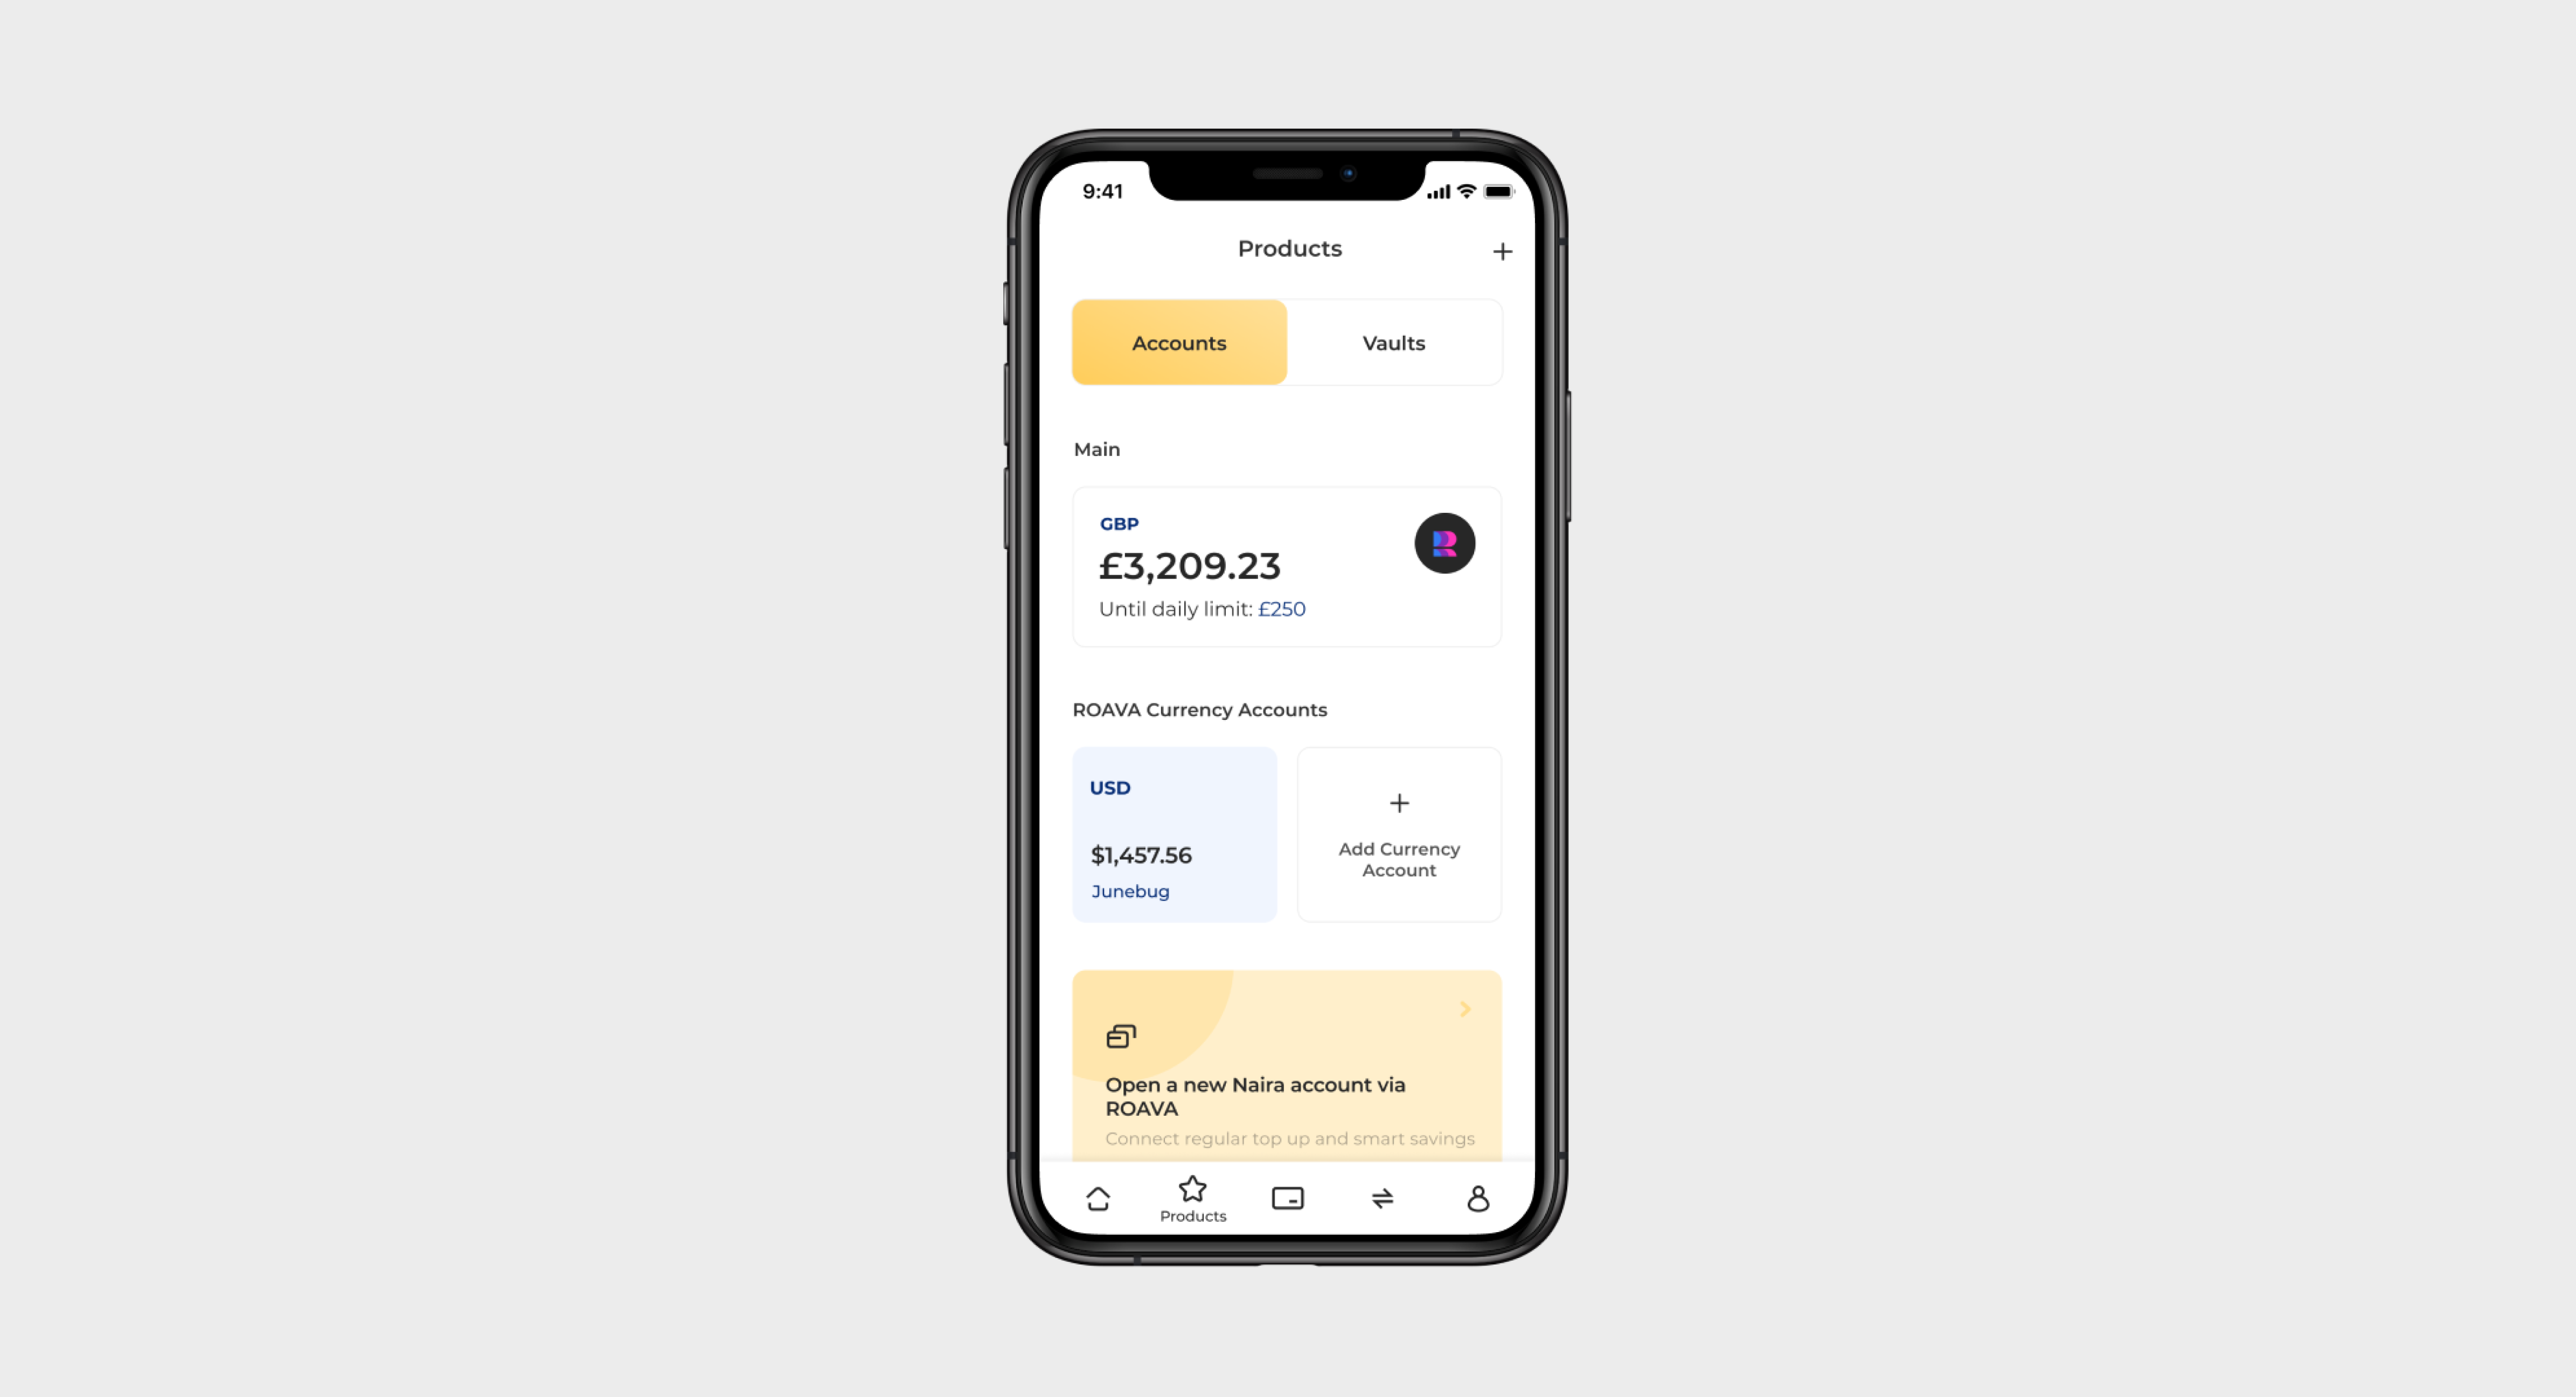 9:41
Products
Accounts
Vaults
Main
GBP
£3,209.23
Until daily limit: £250
ROAVA Currency Accounts
USD
$1,457.56
Junebug
Add Currency
Account
Open a new Naira account via
ROAVA
Connect regular top up and smart savings
Products